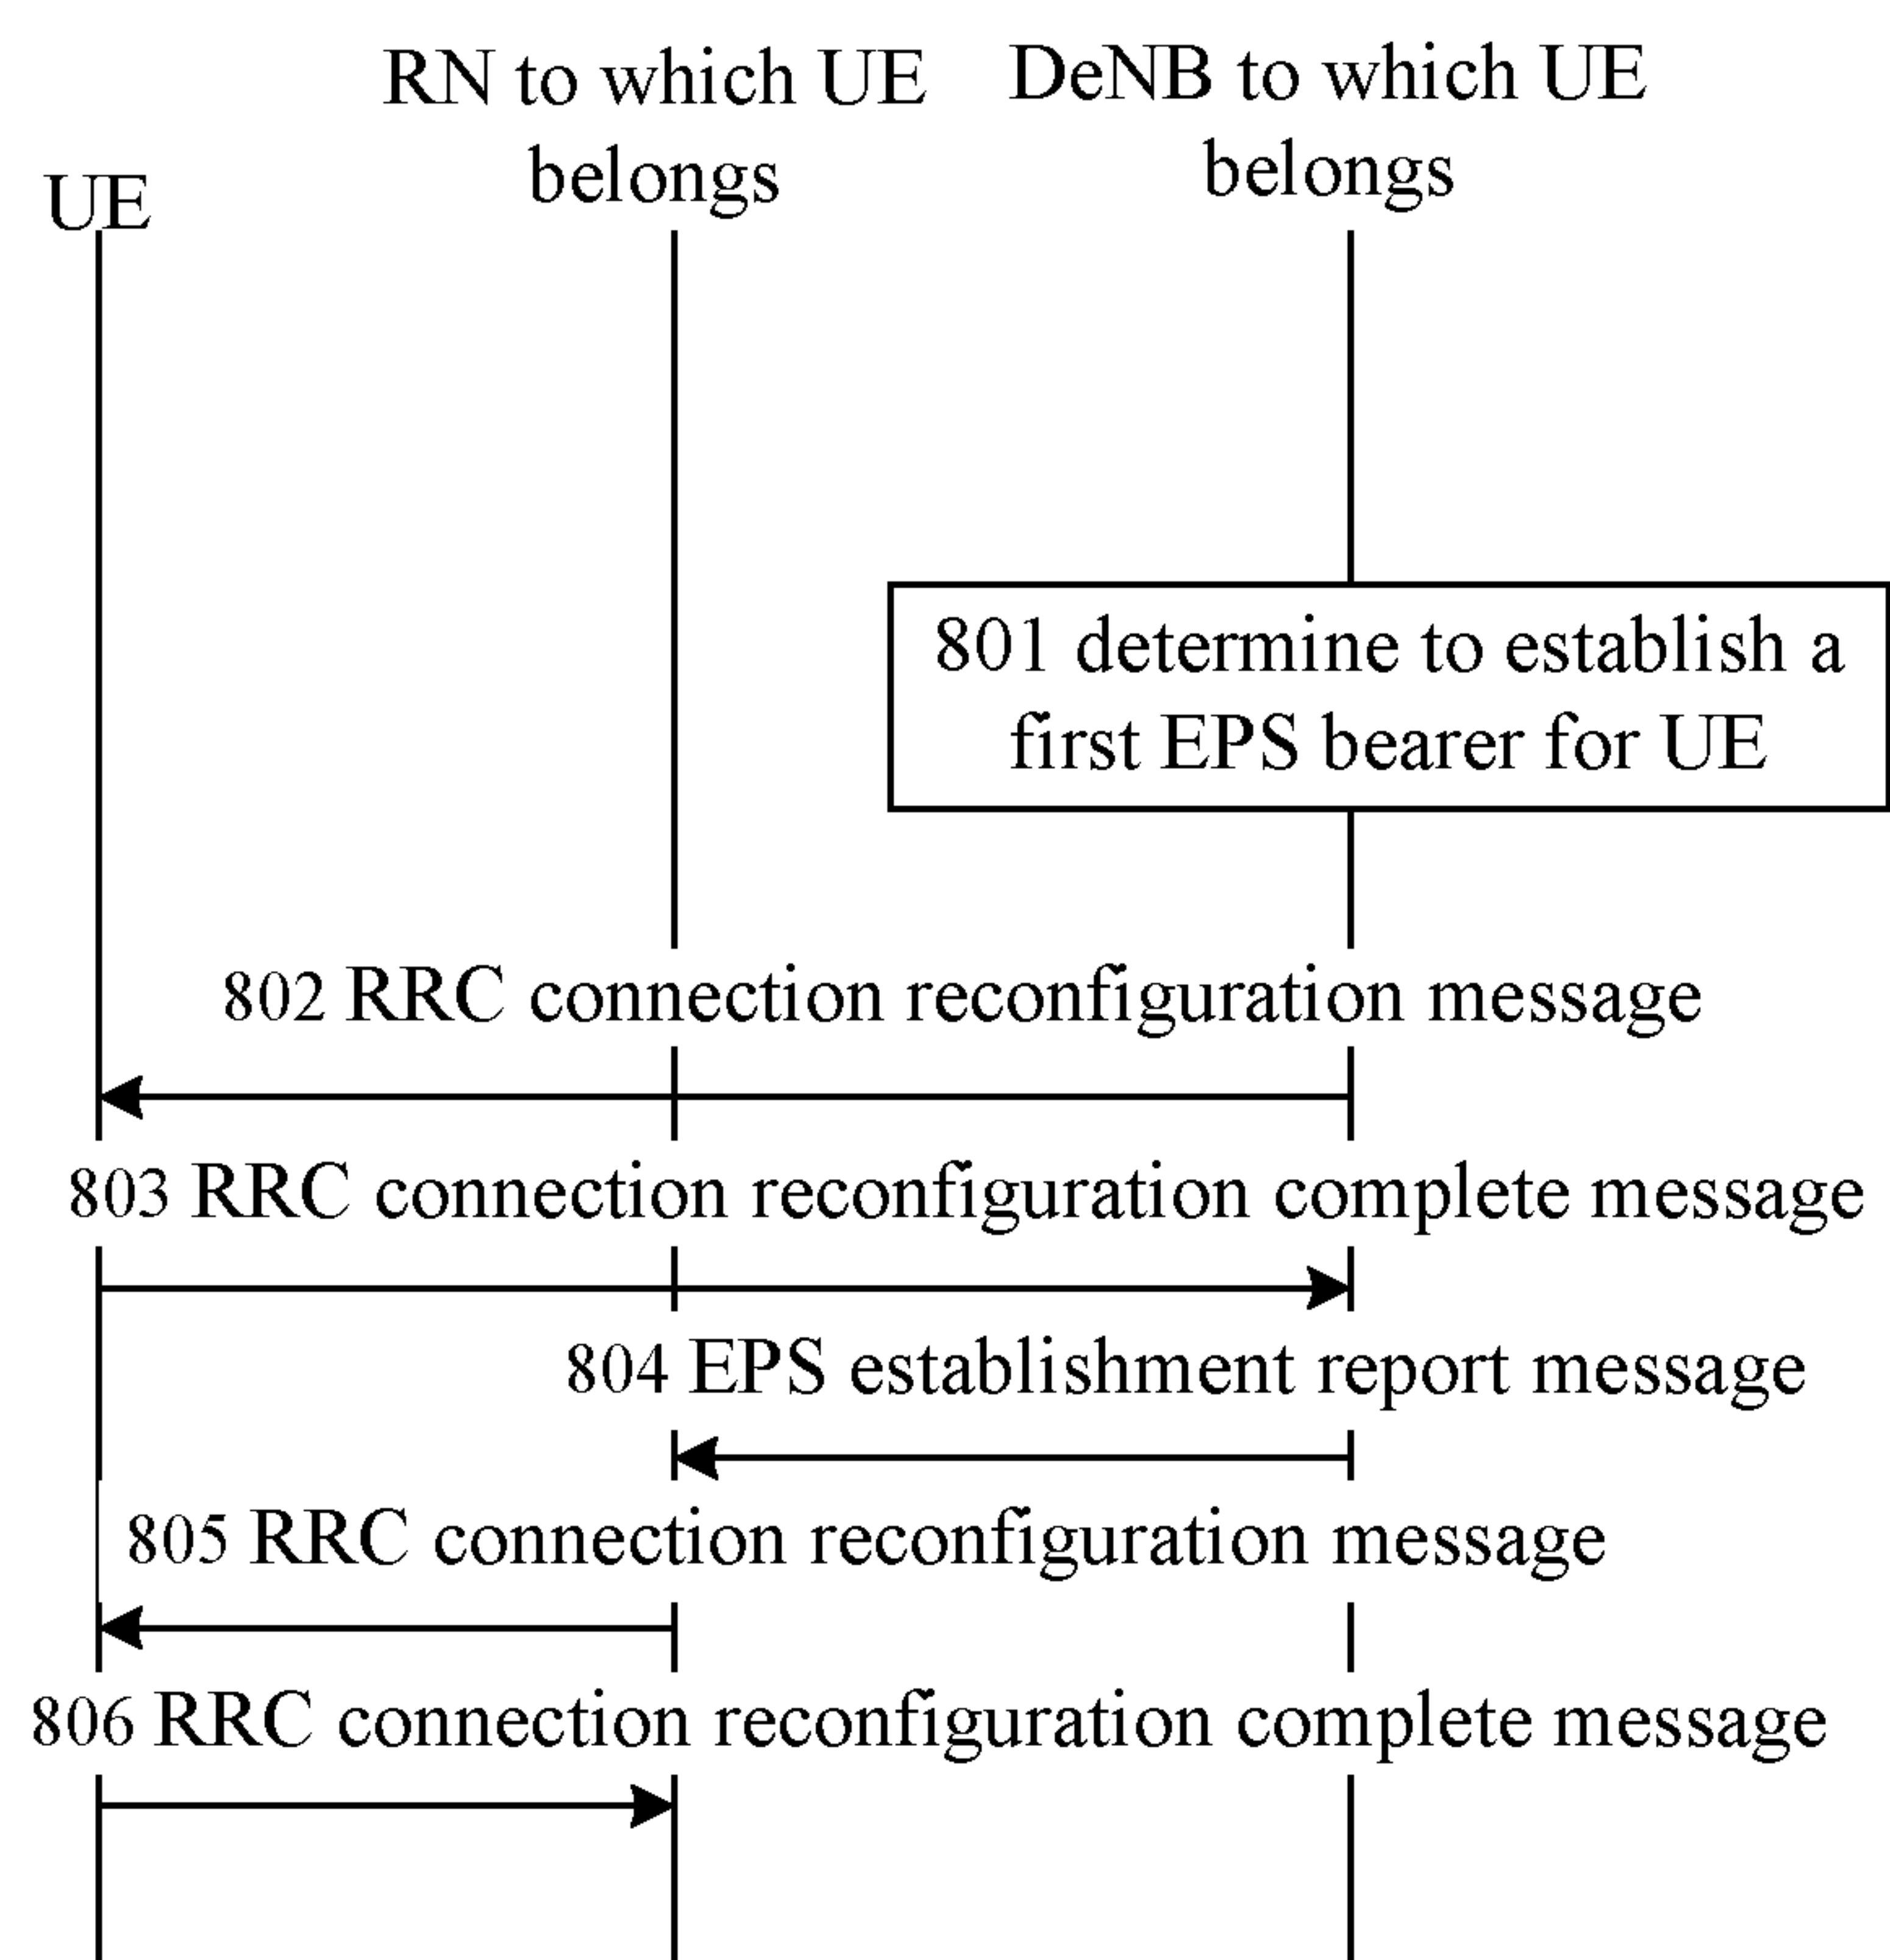 RN to which UE
belongs
DeNB to which UE
belongs
UE
801 determine to establish a
first EPS bearer for UE
802 RRC connection reconfiguration message
803 RRC connection reconfiguration complete message
804 EPS establishment report message
805 RRC connection reconfiguration message
806 RRC connection reconfiguration complete message